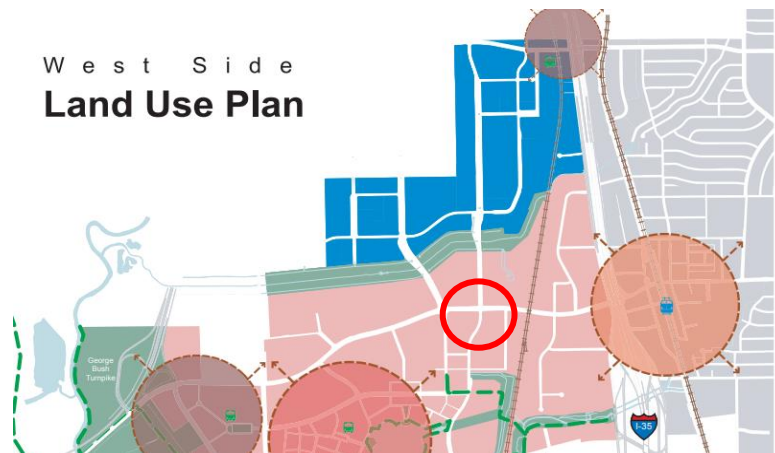 West Side
Land Use Plan
George
Bush
Turnpike
I-35